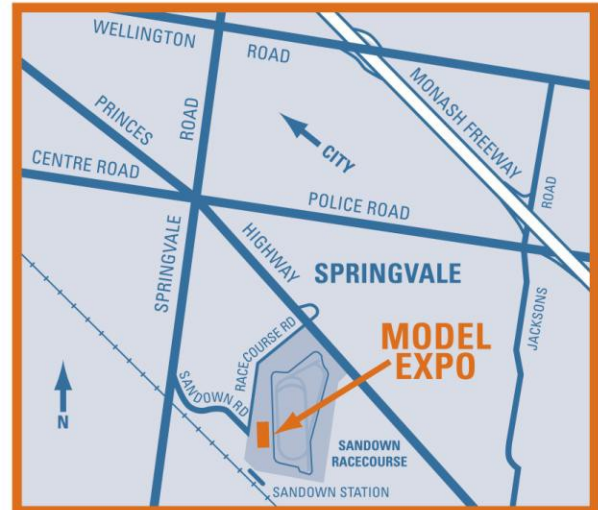 WELLINGTON
ROAD
MONASH FREEWAY
PRINCES
ROAD
CITY
CENTRE ROAD
POLICE ROAD
ROAD
HIGHWAY
SPRINGVALE
SPRINGVALE
JACKSONS
RACECOURSE RD
MODEL
EXPO
SANDOWN RD
N
SANDOWN
RACECOURSE
SANDOWN STATION